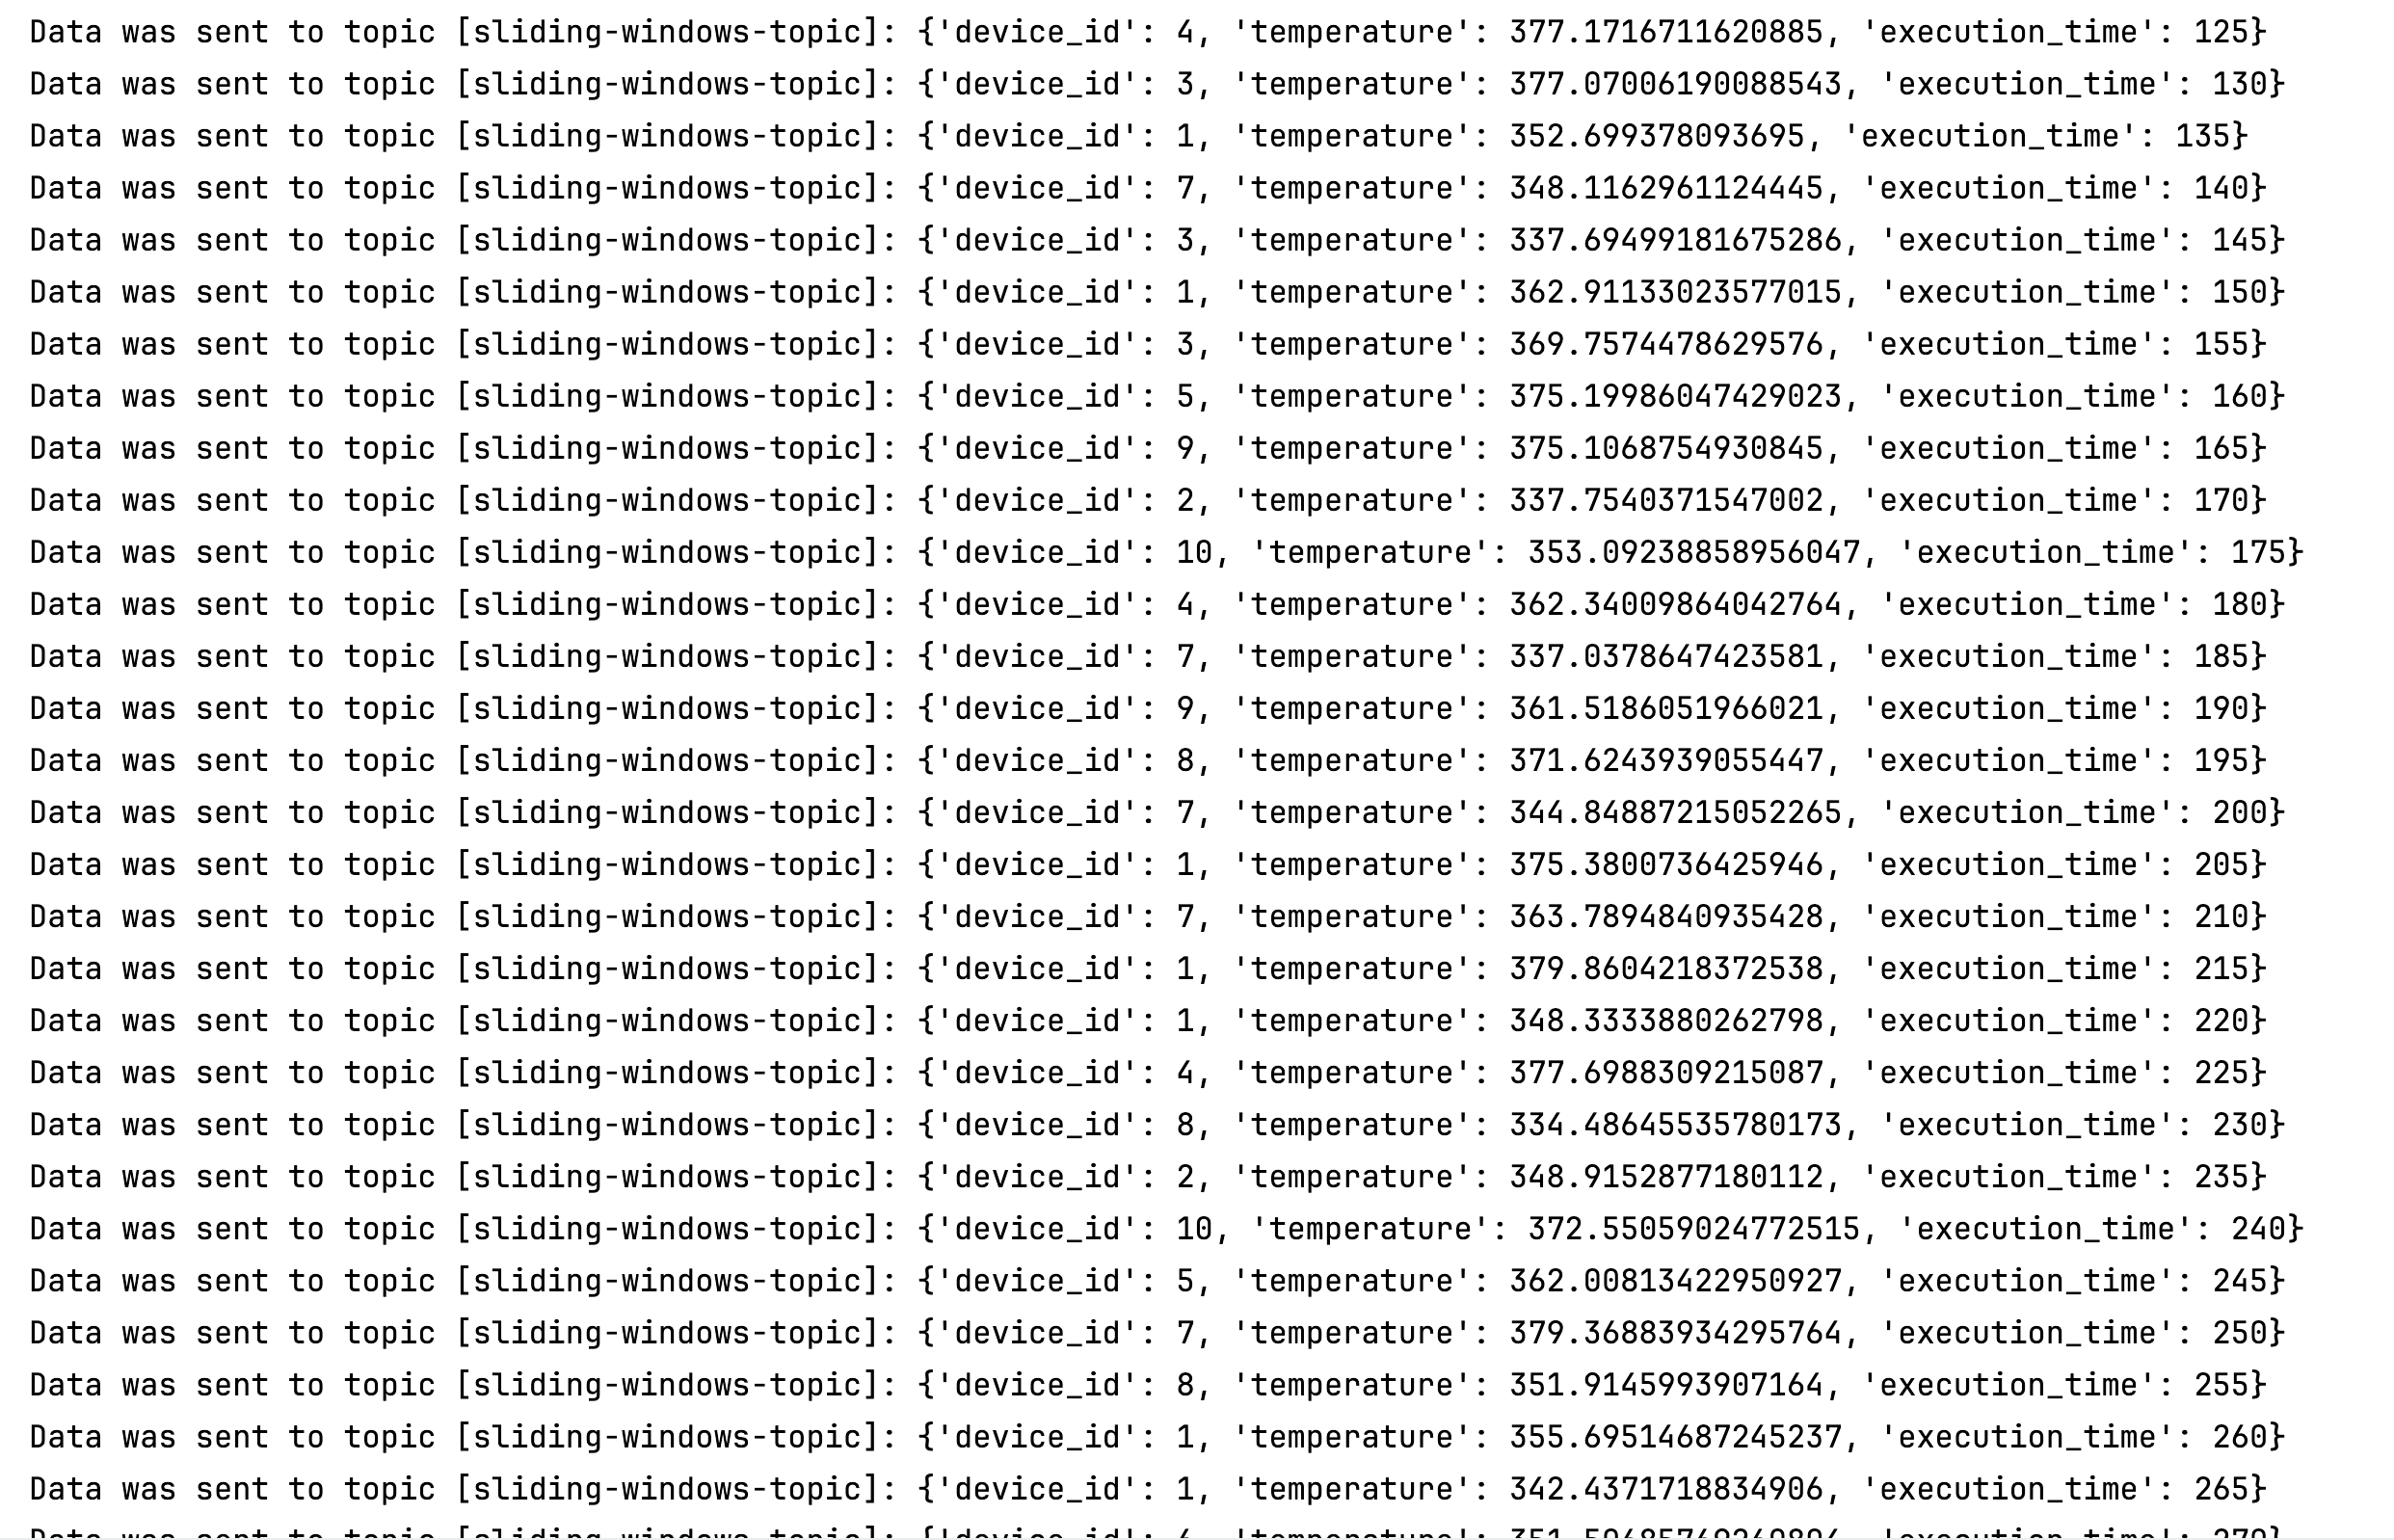 Data was sent to topic [sliding-windows-topic]: {'device_id': 4, 'temperature': 377.1716711620885, 'execution_time': 125}
Data was sent to topic [sliding-windows-topic]: {'device_id': 3, 'temperature': 377.07006190088543, 'execution_time': 130}
Data was sent to topic [sliding-windows-topic]: {'device_id': 1, 'temperature': 352.699378093695, 'execution_time': 135}
Data was sent to topic [sliding-windows-topic]: {'device_id': 7, 'temperature': 348.1162961124445, 'execution_time': 140}
Data was sent to topic [sliding-windows-topic]: {'device_id': 3, 'temperature': 337.69499181675286, 'execution_time': 145}
Data was sent to topic [sliding-windows-topic]: {'device_id': 1, 'temperature': 362.91133023577015, 'execution_time': 150}
Data was sent to topic [sliding-windows-topic]: {'device_id': 3, 'temperature': 369.7574478629576, 'execution_time': 155}
Data was sent to topic [sliding-windows-topic]: {'device_id': 5, 'temperature': 375.19986047429023, 'execution_time': 160}
Data was sent to topic [sliding-windows-topic]: {'device_id': 9, 'temperature': 375.1068754930845, 'execution_time': 165}
Data was sent to topic [sliding-windows-topic]: {'device_id': 2, 'temperature': 337.7540371547002, 'execution_time': 170}
Data was sent to topic [sliding-windows-topic]: {'device_id': 10, 'temperature': 353.09238858956047, 'execution_time': 175}
Data was sent to topic [sliding-windows-topic]: {'device_id': 4, 'temperature': 362.34009864042764, 'execution_time': 180}
Data was sent to topic [sliding-windows-topic]: {'device_id': 7, 'temperature': 337.0378647423581, 'execution_time': 185}
Data was sent to topic [sliding-windows-topic]: {'device_id': 9, 'temperature': 361.5186051966021, 'execution_time': 190}
Data was sent to topic [sliding-windows-topic]: {'device_id': 8, 'temperature': 371.6243939055447, 'execution_time': 195}
Data was sent to topic [sliding-windows-topic]: {'device_id': 7, 'temperature': 344.84887215052265, 'execution_time': 200}
Data was sent to topic [sliding-windows-topic]: {'device_id': 1, 'temperature': 375.3800736425946, 'execution_time': 205}
Data was sent to topic [sliding-windows-topic]: {'device_id': 7, 'temperature': 363.7894840935428, 'execution_time': 210}
Data was sent to topic [sliding-windows-topic]: {'device_id': 1, 'temperature': 379.8604218372538, 'execution_time': 215}
Data was sent to topic [sliding-windows-topic]: {'device_id': 1, 'temperature': 348.3333880262798, 'execution_time': 220}
Data was sent to topic [sliding-windows-topic]: {'device_id': 4, 'temperature': 377.6988309215087, 'execution_time': 225}
Data was sent to topic [sliding-windows-topic]: {'device_id': 8, 'temperature': 334.48645535780173, 'execution_time': 230}
Data was sent to topic [sliding-windows-topic]: {'device_id': 2, 'temperature': 348.9152877180112, 'execution_time': 235}
Data was sent to topic [sliding-windows-topic]: {'device_id': 10, 'temperature': 372.55059024772515, 'execution_time': 240}
Data was sent to topic [sliding-windows-topic]: {'device_id': 5, 'temperature': 362.00813422950927, 'execution_time': 245}
Data was sent to topic [sliding-windows-topic]: {'device_id': 7, 'temperature': 379.36883934295764, 'execution_time': 250}
Data was sent to topic [sliding-windows-topic]: {'device_id': 8, 'temperature': 351.9145993907164, 'execution_time': 255}
Data was sent to topic [sliding-windows-topic]: {'device_id': 1, 'temperature': 355.69514687245237, 'execution_time': 260}
Data was sent to topic [sliding-windows-topic]: {'device_id': 1, 'temperature': 342.4371718834906, 'execution_time': 265}
Data was sent to topic [sliding-windows-topic]: {'device_id':